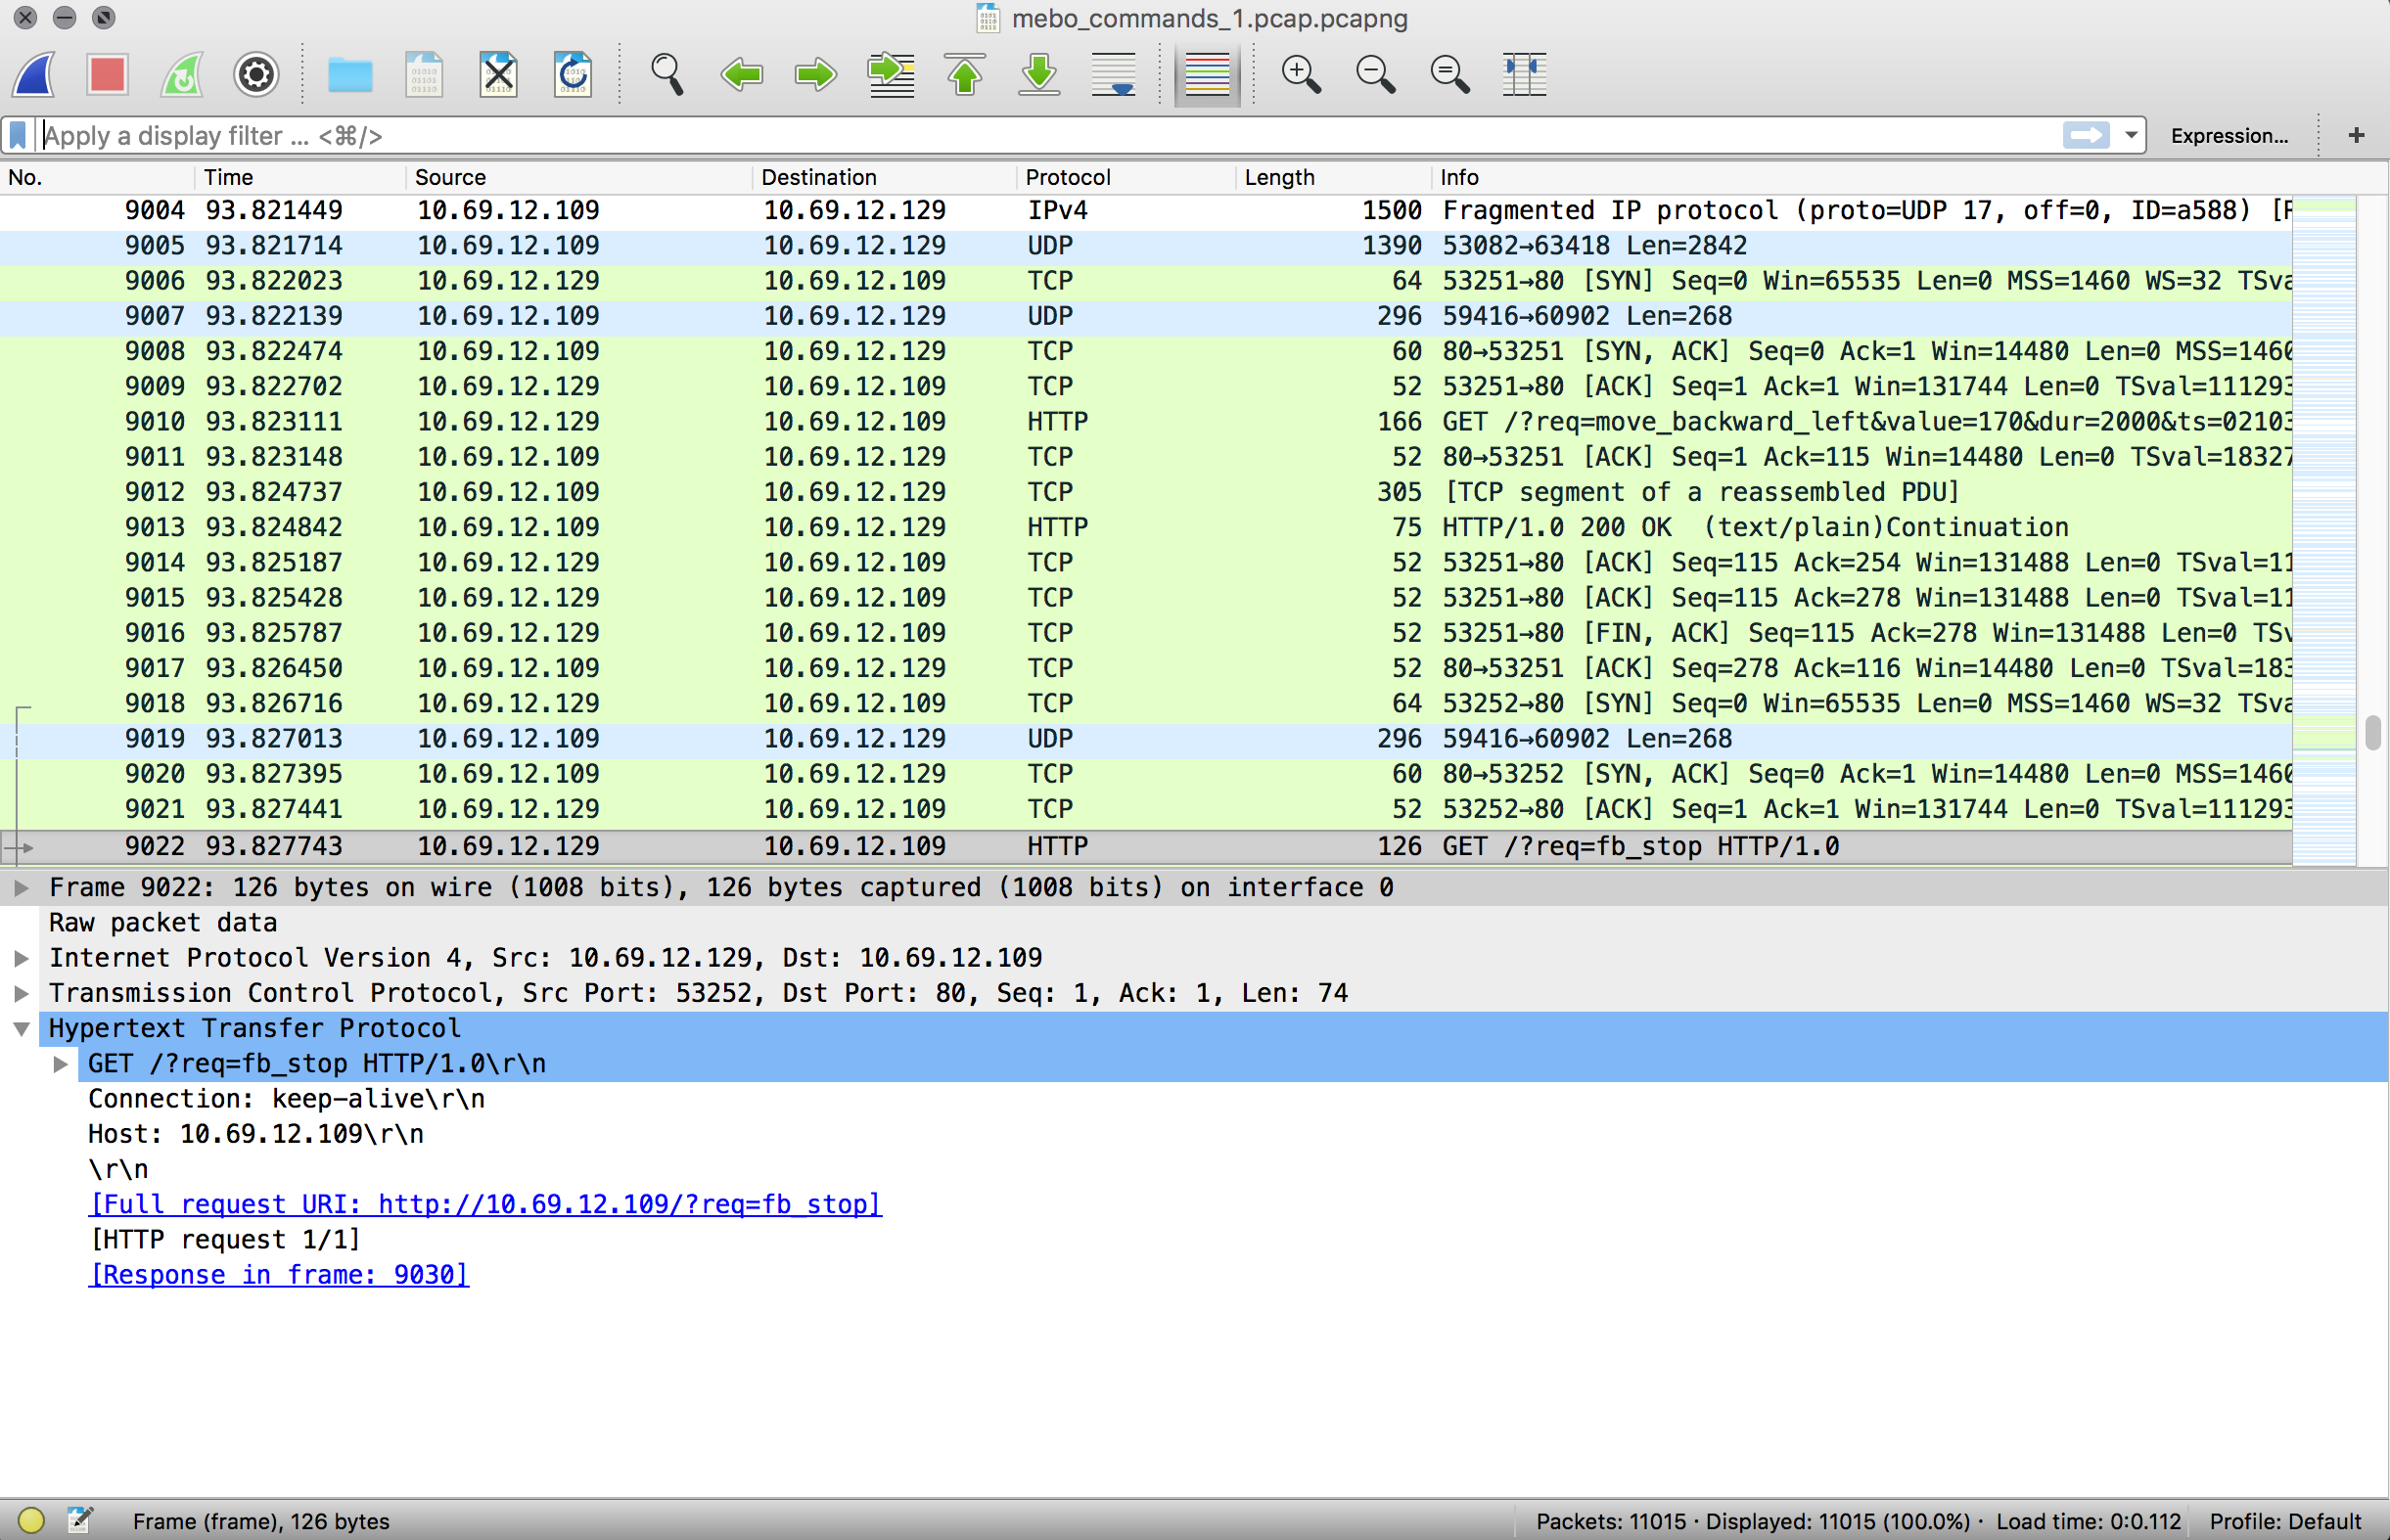 mebo_commands_1.pcap.pcapng
Apply a display filter ... <⌘/>
Expression...
+
No. Time Source Destination Protocol Length Info
9004 93.821449 10.69.12.109 10.69.12.129 IPv4 1500 Fragmented IP protocol (proto=UDP 17, off=0, ID=a588) [
9005 93.821714 10.69.12.109 10.69.12.129 UDP 1390 53082→63418 Len=2842
9006 93.822023 10.69.12.129 10.69.12.109 TCP 64 53251→80 [SYN] Seq=0 Win=65535 Len=0 MSS=1460 WS=32 TSva
9007 93.822139 10.69.12.109 10.69.12.129 UDP 296 59416→60902 Len=268
9008 93.822474 10.69.12.109 10.69.12.129 TCP 60 80→53251 [SYN, ACK] Seq=0 Ack=1 Win=14480 Len=0 MSS=1460
9009 93.822702 10.69.12.129 10.69.12.109 TCP 52 53251→80 [ACK] Seq=1 Ack=1 Win=131744 Len=0 TSval=111293
9010 93.823111 10.69.12.129 10.69.12.109 HTTP 166 GET /?req=move_backward_left&value=170&dur=2000&ts=02103
9011 93.823148 10.69.12.109 10.69.12.129 TCP 52 80→53251 [ACK] Seq=1 Ack=115 Win=14480 Len=0 TSval=18327
9012 93.824737 10.69.12.109 10.69.12.129 TCP 305 [TCP segment of a reassembled PDU]
9013 93.824842 10.69.12.109 10.69.12.129 HTTP 75 HTTP/1.0 200 OK (text/plain)Continuation
9014 93.825187 10.69.12.129 10.69.12.109 TCP 52 53251→80 [ACK] Seq=115 Ack=254 Win=131488 Len=0 TSval=11
9015 93.825428 10.69.12.129 10.69.12.109 TCP 52 53251→80 [ACK] Seq=115 Ack=278 Win=131488 Len=0 TSval=11
9016 93.825787 10.69.12.129 10.69.12.109 TCP 52 53251→80 [FIN, ACK] Seq=115 Ack=278 Win=131488 Len=0 TSv
9017 93.826450 10.69.12.109 10.69.12.129 TCP 52 80→53251 [ACK] Seq=278 Ack=116 Win=14480 Len=0 TSval=183
9018 93.826716 10.69.12.129 10.69.12.109 TCP 64 53252→80 [SYN] Seq=0 Win=65535 Len=0 MSS=1460 WS=32 TSva
9019 93.827013 10.69.12.109 10.69.12.129 UDP 296 59416→60902 Len=268
9020 93.827395 10.69.12.109 10.69.12.129 TCP 60 80→53252 [SYN, ACK] Seq=0 Ack=1 Win=14480 Len=0 MSS=1460
9021 93.827441 10.69.12.129 10.69.12.109 TCP 52 53252→80 [ACK] Seq=1 Ack=1 Win=131744 Len=0 TSval=111293
9022 93.827743 10.69.12.129 10.69.12.109 HTTP 126 GET /?req=fb_stop HTTP/1.0
Frame 9022: 126 bytes on wire (1008 bits), 126 bytes captured (1008 bits) on interface 0
Raw packet data
Internet Protocol Version 4, Src: 10.69.12.129, Dst: 10.69.12.109
Transmission Control Protocol, Src Port: 53252, Dst Port: 80, Seq: 1, Ack: 1, Len: 74
Hypertext Transfer Protocol
GET /?req=fb_stop HTTP/1.0\r\n
Connection: keep-alive\r\n
Host: 10.69.12.109\r\n
\r\n
[Full request URI: http://10.69.12.109/?req=fb_stop]
[HTTP request 1/1]
[Response in frame: 9030]
Frame (frame), 126 bytes
Packets: 11015 · Displayed: 11015 (100.0%) · Load time: 0:0.112
Profile: Default